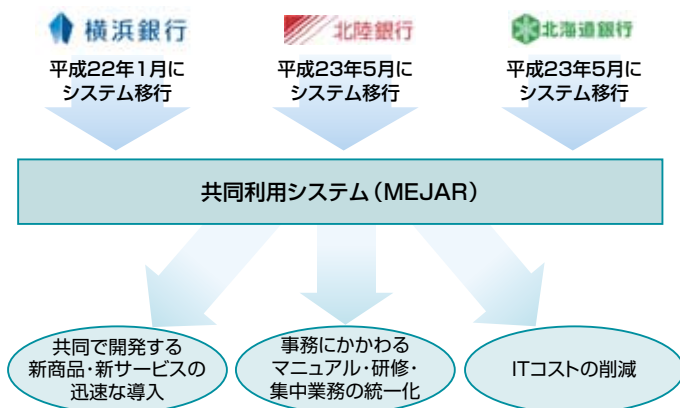 横浜銀行
平成22年1月に
システム移行
北陸銀行
平成23年5月に
システム移行
北海道銀行
平成23年5月に
システム移行
共同利用システム（MEJAR）
共同で開発する
新商品・新サービスの
迅速な導入
事務にかかわる
マニュアル・研修・
集中業務の統一化
ITコストの削減